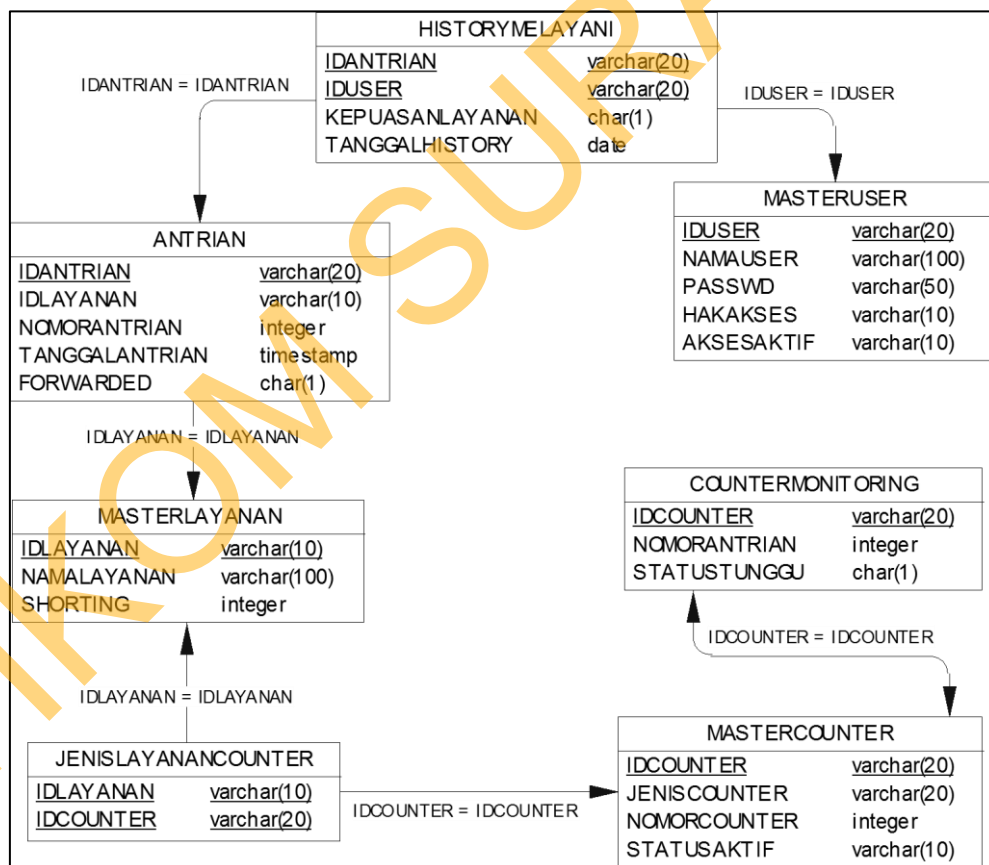 HISTORYMELAYANI
IDANTRIAN varchar(20)
IDUSER varchar(20)
KEPUASANLAYANAN char(1)
TANGGALHISTORY date
IDANTRIAN = IDANTRIAN
IDUSER = IDUSER
MASTERUSER
IDUSER varchar(20)
NAMAUSER varchar(100)
PASSWD varchar(50)
HAKAKSES varchar(10)
AKSESAKTIF varchar(10)
ANTRIAN
IDANTRIAN varchar(20)
IDLAYANAN varchar(10)
NOMORANTRIAN integer
TANGGALANTRIAN timestamp
FORWARDED char(1)
IDLAYANAN = IDLAYANAN
MASTERLAYANAN
IDLAYANAN varchar(10)
NAMALAYANAN varchar(100)
SHORTING integer
COUNTERMONITORING
IDCOUNTER varchar(20)
NOMORANTRIAN integer
STATUSTUNGGU char(1)
IDCOUNTER = IDCOUNTER
IDLAYANAN = IDLAYANAN
JENISLAYANANCOUNTER
IDLAYANAN varchar(10)
IDCOUNTER varchar(20)
IDCOUNTER = IDCOUNTER
MASTERCOUNTER
IDCOUNTER varchar(20)
JENISCOUNTER varchar(20)
NOMORCOUNTER integer
STATUSAKTIF varchar(10)
IKOM SURA